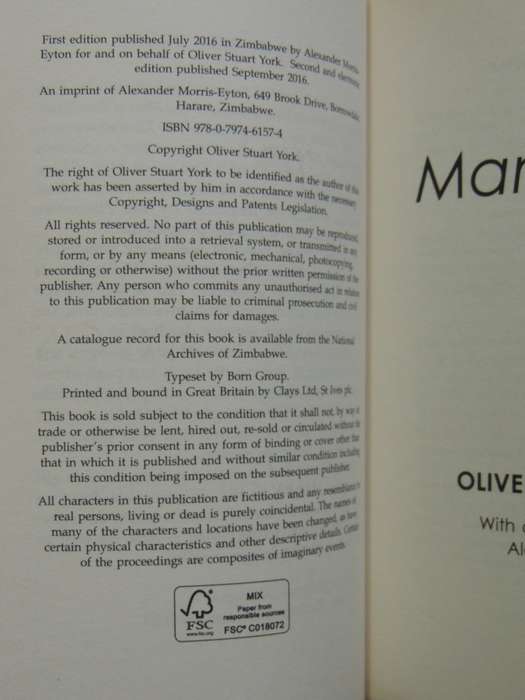 First edition published July 2016 in Zimbabwe by Alexander Morris-
Eyton for and on behalf of Oliver Stuart York. Second and electronic
edition published September 2016.
An imprint of Alexander Morris-Eyton, 649 Brook Drive, Borrowdale
Harare, Zimbabwe.
ISBN 978-0-7974-6157-4
Copyright Oliver Stuart York.
The right of Oliver Stuart York to be identified as the author of this
work has been asserted by him in accordance with the necessary
Copyright, Designs and Patents Legislation.
All rights reserved. No part of this publication may be reproduced,
stored or introduced into a retrieval system, or transmitted in any
form, or by any means (electronic, mechanical, photocopying,
recording or otherwise) without the prior written permission of the
publisher. Any person who commits any unauthorised act in relation
to this publication may be liable to criminal prosecution and civil
claims for damages.
A catalogue record for this book is available from the National
Archives of Zimbabwe.
Typeset by Born Group.
Printed and bound in Great Britain by Clays Ltd, St Ives plc.
This book is sold subject to the condition that it shall not, by way of
trade or otherwise be lent, hired out, re-sold or circulated without the
publisher's prior consent in any form of binding or cover other than
that in which it is published and without similar condition including
this condition being imposed on the subsequent publisher.
All characters in this publication are fictitious and any resemblance to
real persons, living or dead is purely coincidental. The names of
many of the characters and locations have been changed, as have
certain physical characteristics and other descriptive details. Certain
of the proceedings are composites of imaginary events.
FSC
www.fsc.org
MIX
Paper from
responsible sources
FSC® C018072
Mar
OLIVE
With
Al